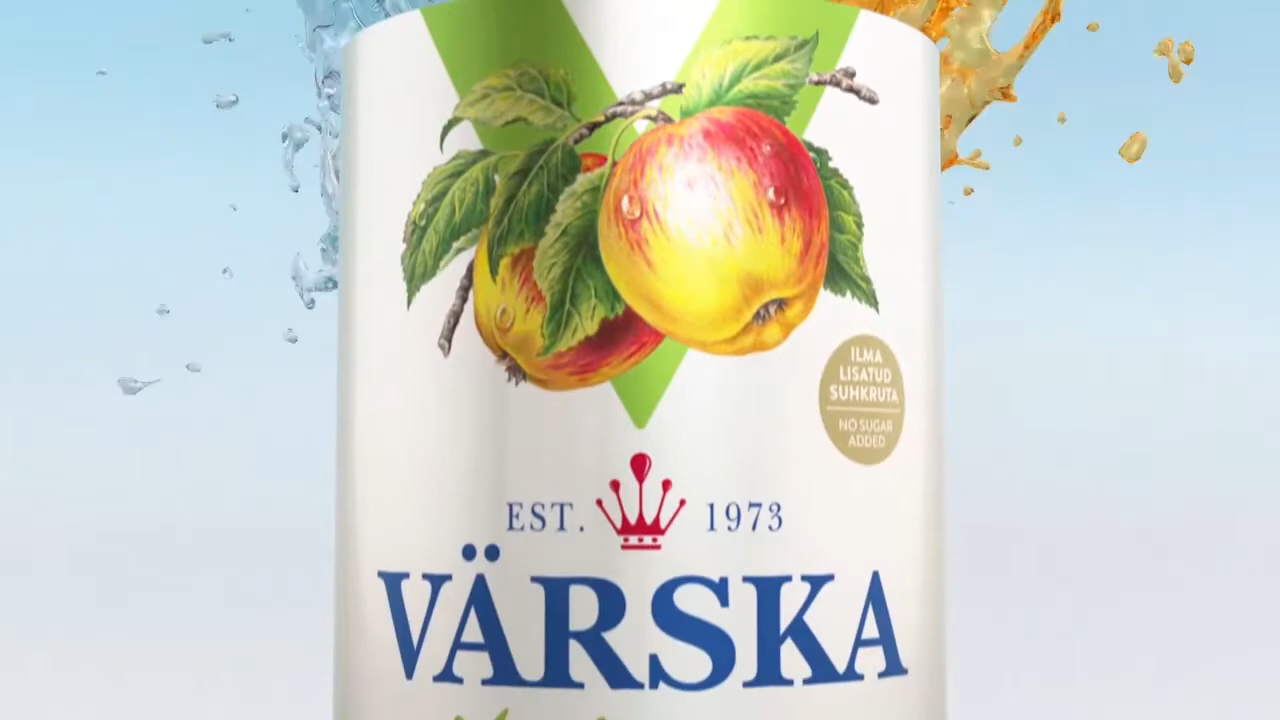 ILMA
LISATUD
SUHKRUTA
NO SUGAR
ADDED
EST. 1973
VÄRSKA